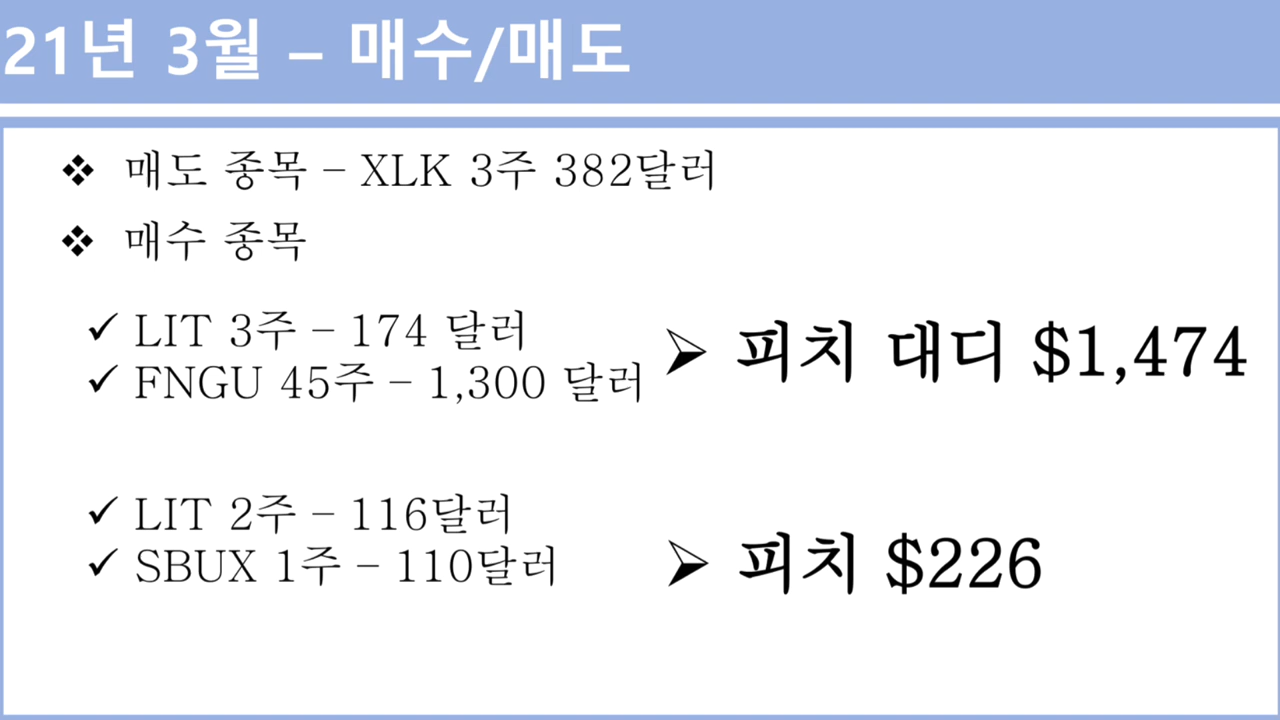 21년 3월 – 매수/매도
❖ 매도 종목 – XLK 3주 382달러
❖ 매수 종목
✓ LIT 3주 – 174 달러
✓ FNGU 45주 – 1,300 달러
➢ 피치 대디 $1,474
✓ LIT 2주 – 116달러
✓ SBUX 1주 – 110달러
➢ 피치 $226